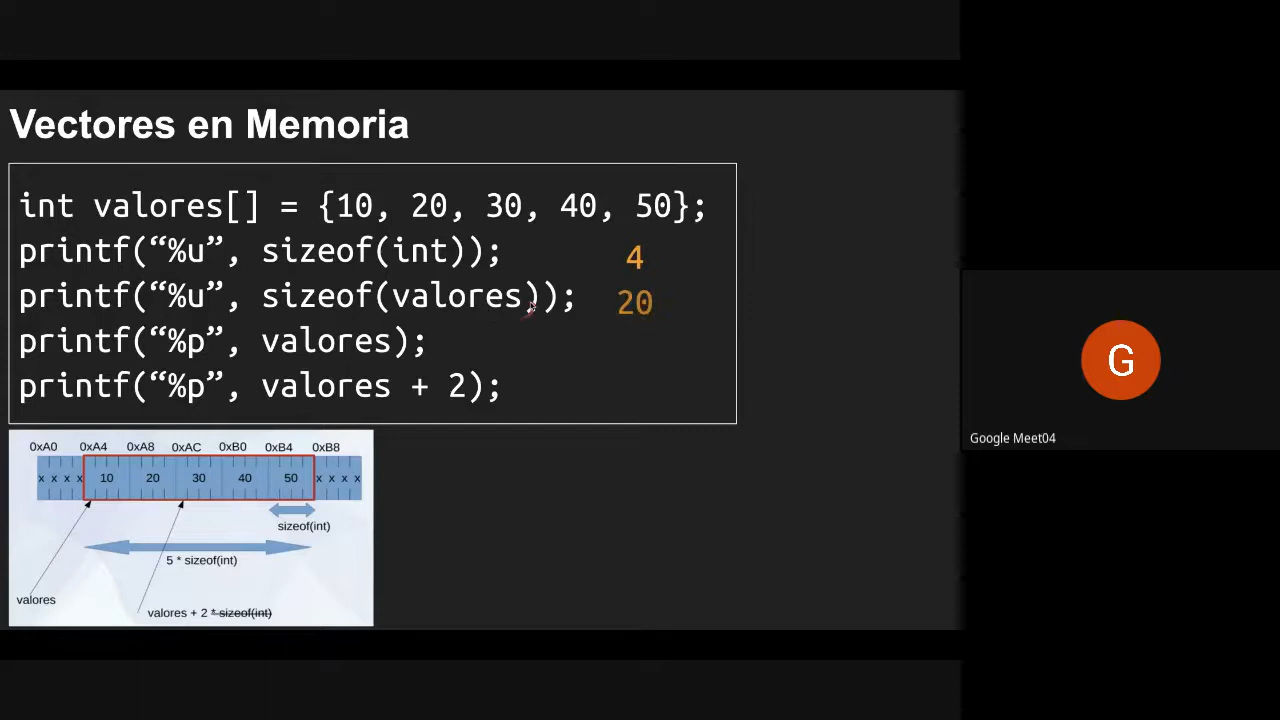 Vectores en Memoria
int valores[] = {10, 20, 30, 40, 50};
printf(“%u”, sizeof(int)); 4
printf(“%u”, sizeof(valores)); 20
printf(“%p”, valores);
printf(“%p”, valores + 2);
0xA0 0xA4 0xA8 0xAC 0xB0 0xB4 0xB8
x x x x 10 20 30 40 50 x x x x
sizeof(int)
5 * sizeof(int)
valores
valores + 2 * sizeof(int)
G
Google Meet04